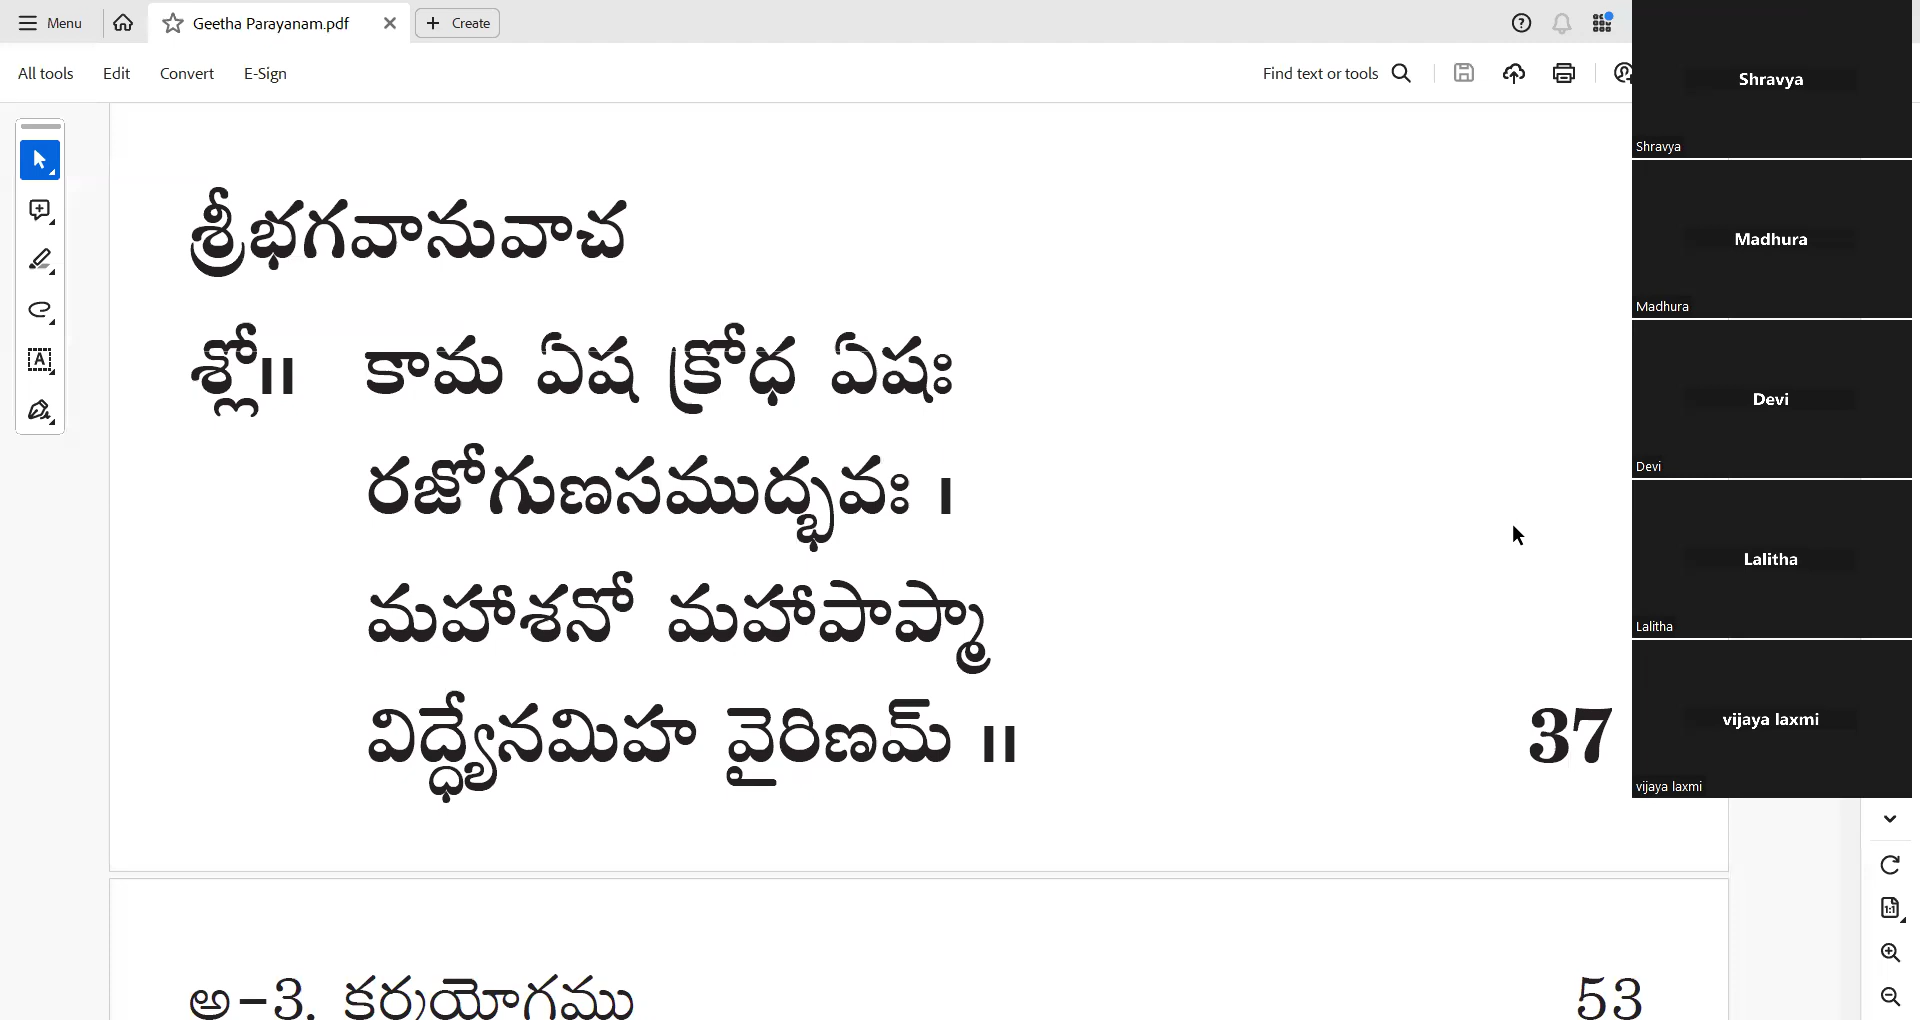 Menu
Geetha Parayanam.pdf
Create
All tools Edit Convert E-Sign
Find text or tools
శ్రీభగవానువాచ
శ్లో॥ కామ ఏష క్రోధ ఏషః
రజోగుణసముద్భవః ।
మహాశనో మహాపాప్మా
విద్ధ్యేనమిహ వైరిణమ్ ॥ 37
అ-3. కర్మయోగము 53
Shravya
Shravya
Madhura
Madhura
Devi
Devi
Lalitha
Lalitha
vijaya laxmi
vijaya laxmi